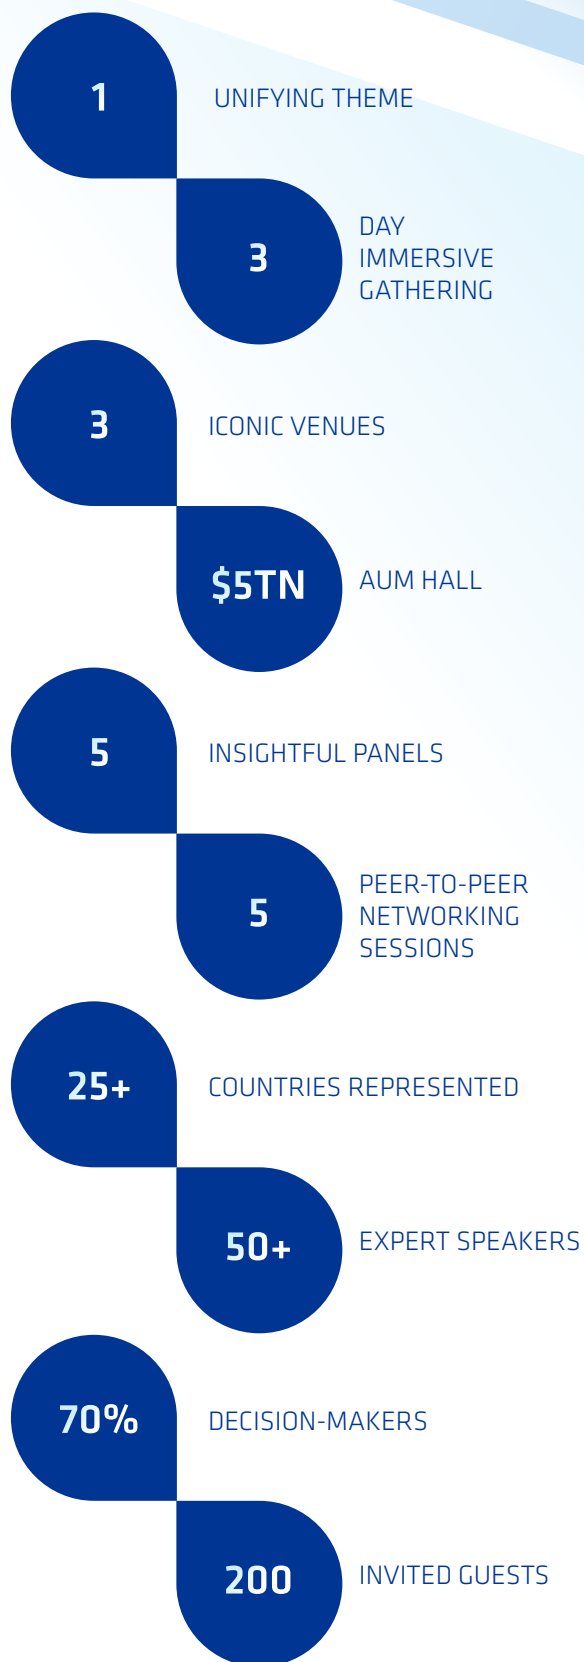 1
UNIFYING THEME
3
DAY
IMMERSIVE
GATHERING
3
ICONIC VENUES
$5TN
AUM HALL
5
INSIGHTFUL PANELS
5
PEER-TO-PEER
NETWORKING
SESSIONS
25+
COUNTRIES REPRESENTED
50+
EXPERT SPEAKERS
70%
DECISION-MAKERS
200
INVITED GUESTS